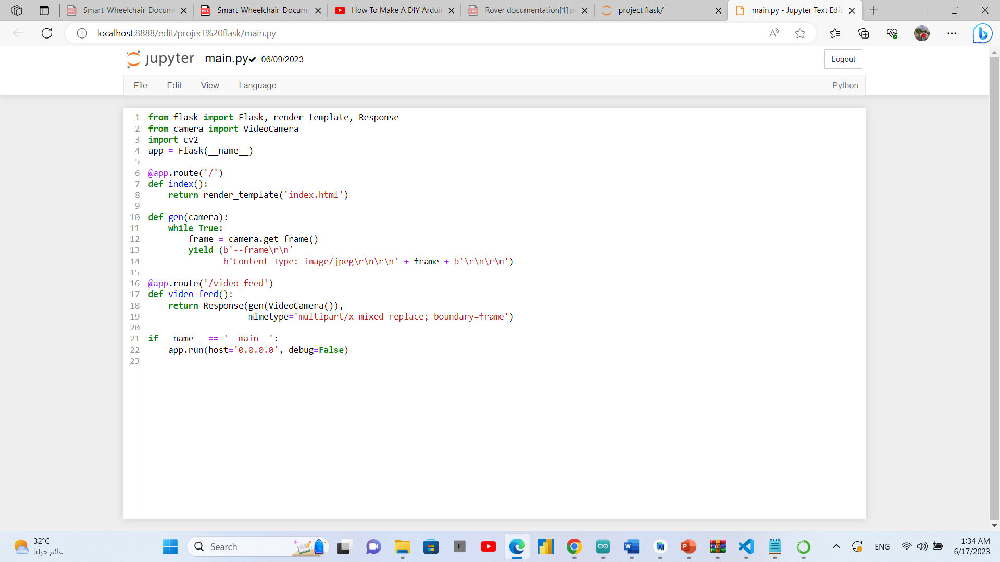 Smart_Wheelchair_Docume
Smart_Wheelchair_Docume
How To Make A DIY Arduin
Rover documentation[1].p
project flask/
main.py - Jupyter Text Edit
localhost:8888/edit/project%20flask/main.py
jupyter main.py 06/09/2023
Logout
File Edit View Language
Python
1 from flask import Flask, render_template, Response
2 from camera import VideoCamera
3 import cv2
4 app = Flask(__name__)
5
6 @app.route('/')
7 def index():
8     return render_template('index.html')
9
10 def gen(camera):
11     while True:
12         frame = camera.get_frame()
13         yield (b'--frame\r\n'
14                b'Content-Type: image/jpeg\r\n\r\n' + frame + b'\r\n\r\n')
15
16 @app.route('/video_feed')
17 def video_feed():
18     return Response(gen(VideoCamera()),
19                     mimetype='multipart/x-mixed-replace; boundary=frame')
20
21 if __name__ == '__main__':
22     app.run(host='0.0.0.0', debug=False)
23
32°C
غائم جزئيًا
Search
ENG
1:34 AM
6/17/2023